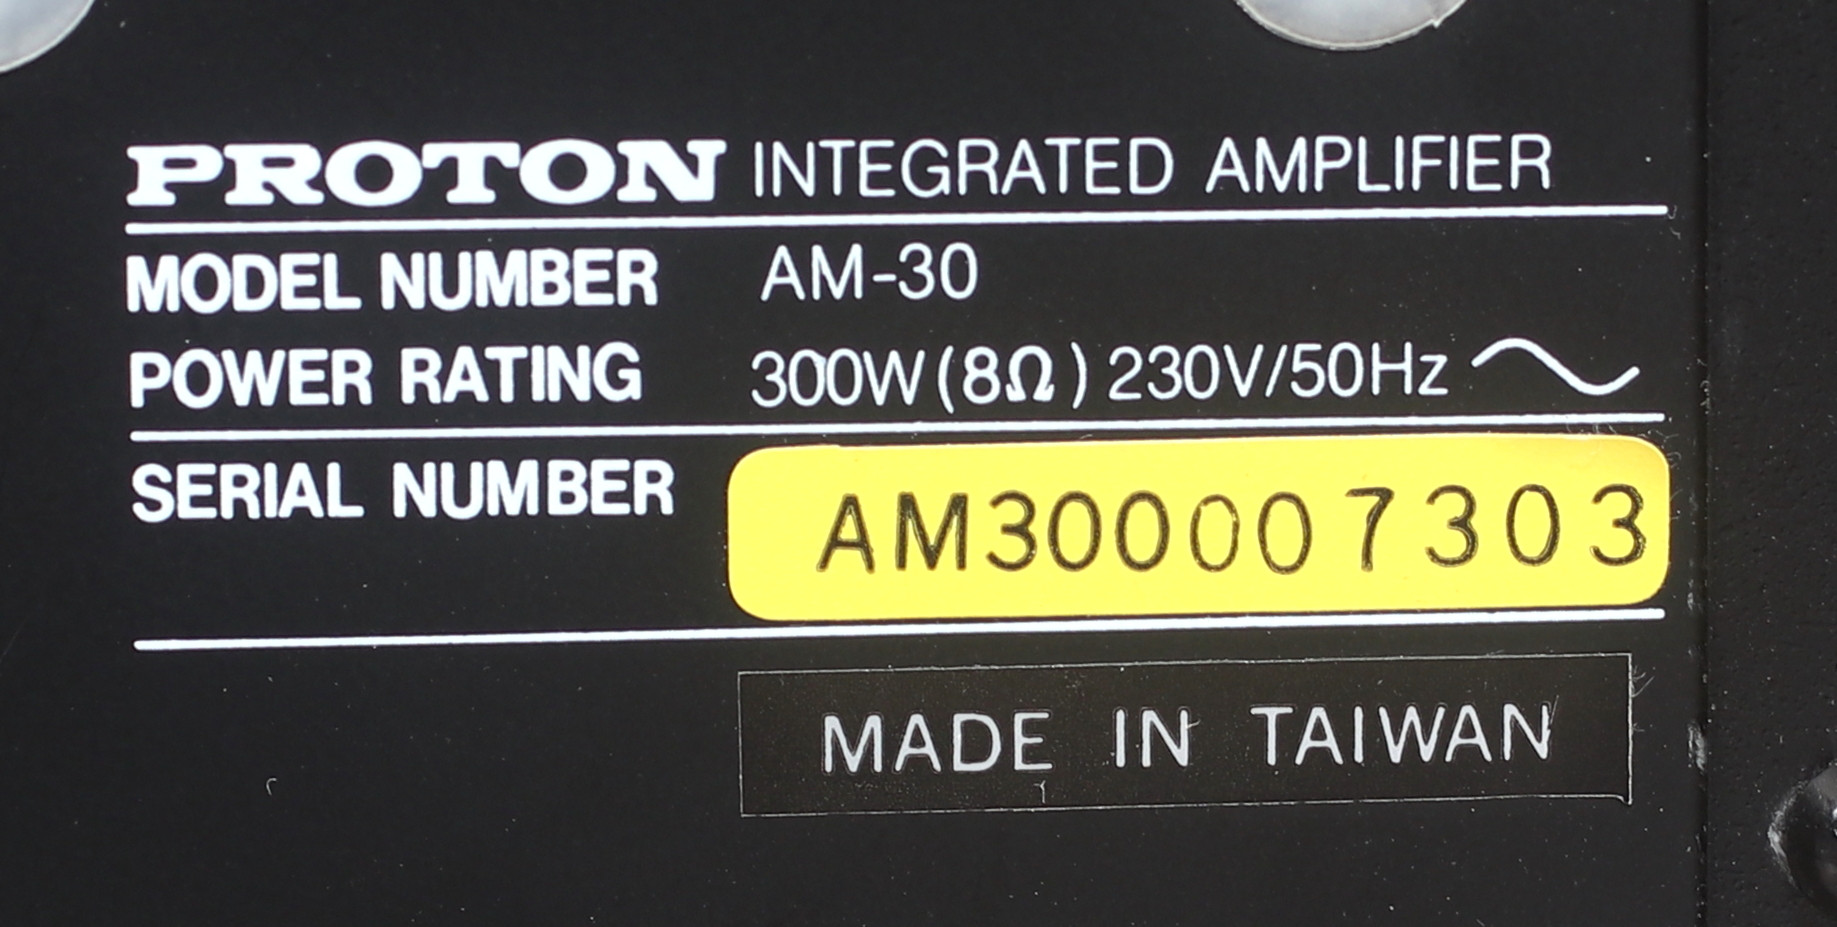 PROTON INTEGRATED AMPLIFIER
MODEL NUMBER AM-30
POWER RATING 300W (8Ω) 230V/50Hz ~
SERIAL NUMBER AM300007303
MADE IN TAIWAN